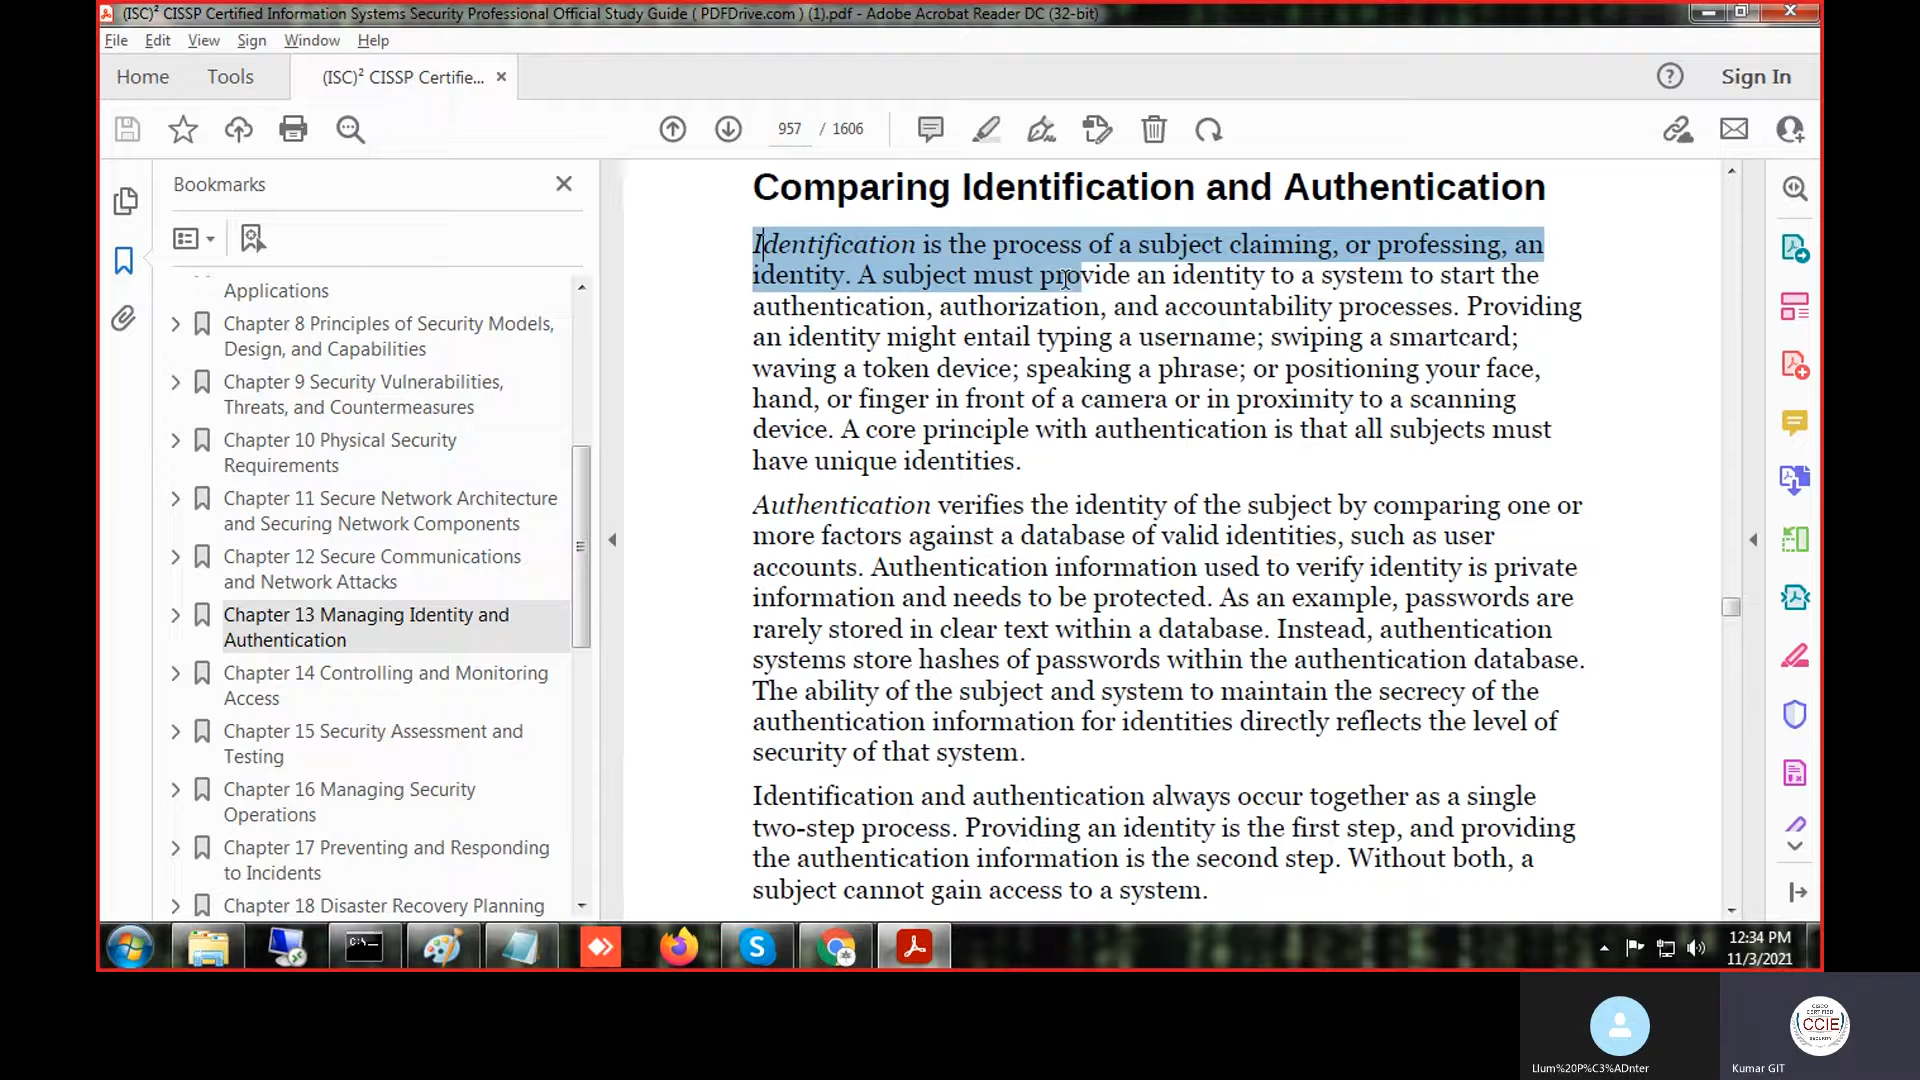 (ISC)² CISSP Certified Information Systems Security Professional Official Study Guide ( PDFDrive.com ) (1).pdf - Adobe Acrobat Reader DC (32-bit)
File Edit View Sign Window Help
Home Tools (ISC)² CISSP Certifie... Sign In
957 / 1606
Bookmarks
Applications
Chapter 8 Principles of Security Models,
Design, and Capabilities
Chapter 9 Security Vulnerabilities,
Threats, and Countermeasures
Chapter 10 Physical Security
Requirements
Chapter 11 Secure Network Architecture
and Securing Network Components
Chapter 12 Secure Communications
and Network Attacks
Chapter 13 Managing Identity and
Authentication
Chapter 14 Controlling and Monitoring
Access
Chapter 15 Security Assessment and
Testing
Chapter 16 Managing Security
Operations
Chapter 17 Preventing and Responding
to Incidents
Chapter 18 Disaster Recovery Planning
Comparing Identification and Authentication
Identification is the process of a subject claiming, or professing, an
identity. A subject must provide an identity to a system to start the
authentication, authorization, and accountability processes. Providing
an identity might entail typing a username; swiping a smartcard;
waving a token device; speaking a phrase; or positioning your face,
hand, or finger in front of a camera or in proximity to a scanning
device. A core principle with authentication is that all subjects must
have unique identities.
Authentication verifies the identity of the subject by comparing one or
more factors against a database of valid identities, such as user
accounts. Authentication information used to verify identity is private
information and needs to be protected. As an example, passwords are
rarely stored in clear text within a database. Instead, authentication
systems store hashes of passwords within the authentication database.
The ability of the subject and system to maintain the secrecy of the
authentication information for identities directly reflects the level of
security of that system.
Identification and authentication always occur together as a single
two-step process. Providing an identity is the first step, and providing
the authentication information is the second step. Without both, a
subject cannot gain access to a system.
C:\_
12:34 PM
11/3/2021
CISCO
CERTIFIED
CCIE
SECURITY
Llum%20P%C3%ADnter
Kumar GIT